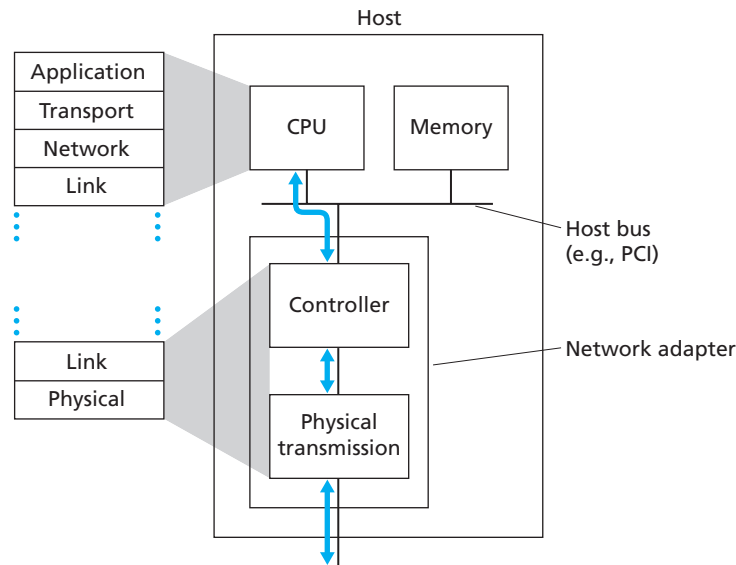 Host
Application
Transport
Network
Link
CPU
Memory
Host bus
(e.g., PCI)
Controller
Link
Physical
Network adapter
Physical
transmission